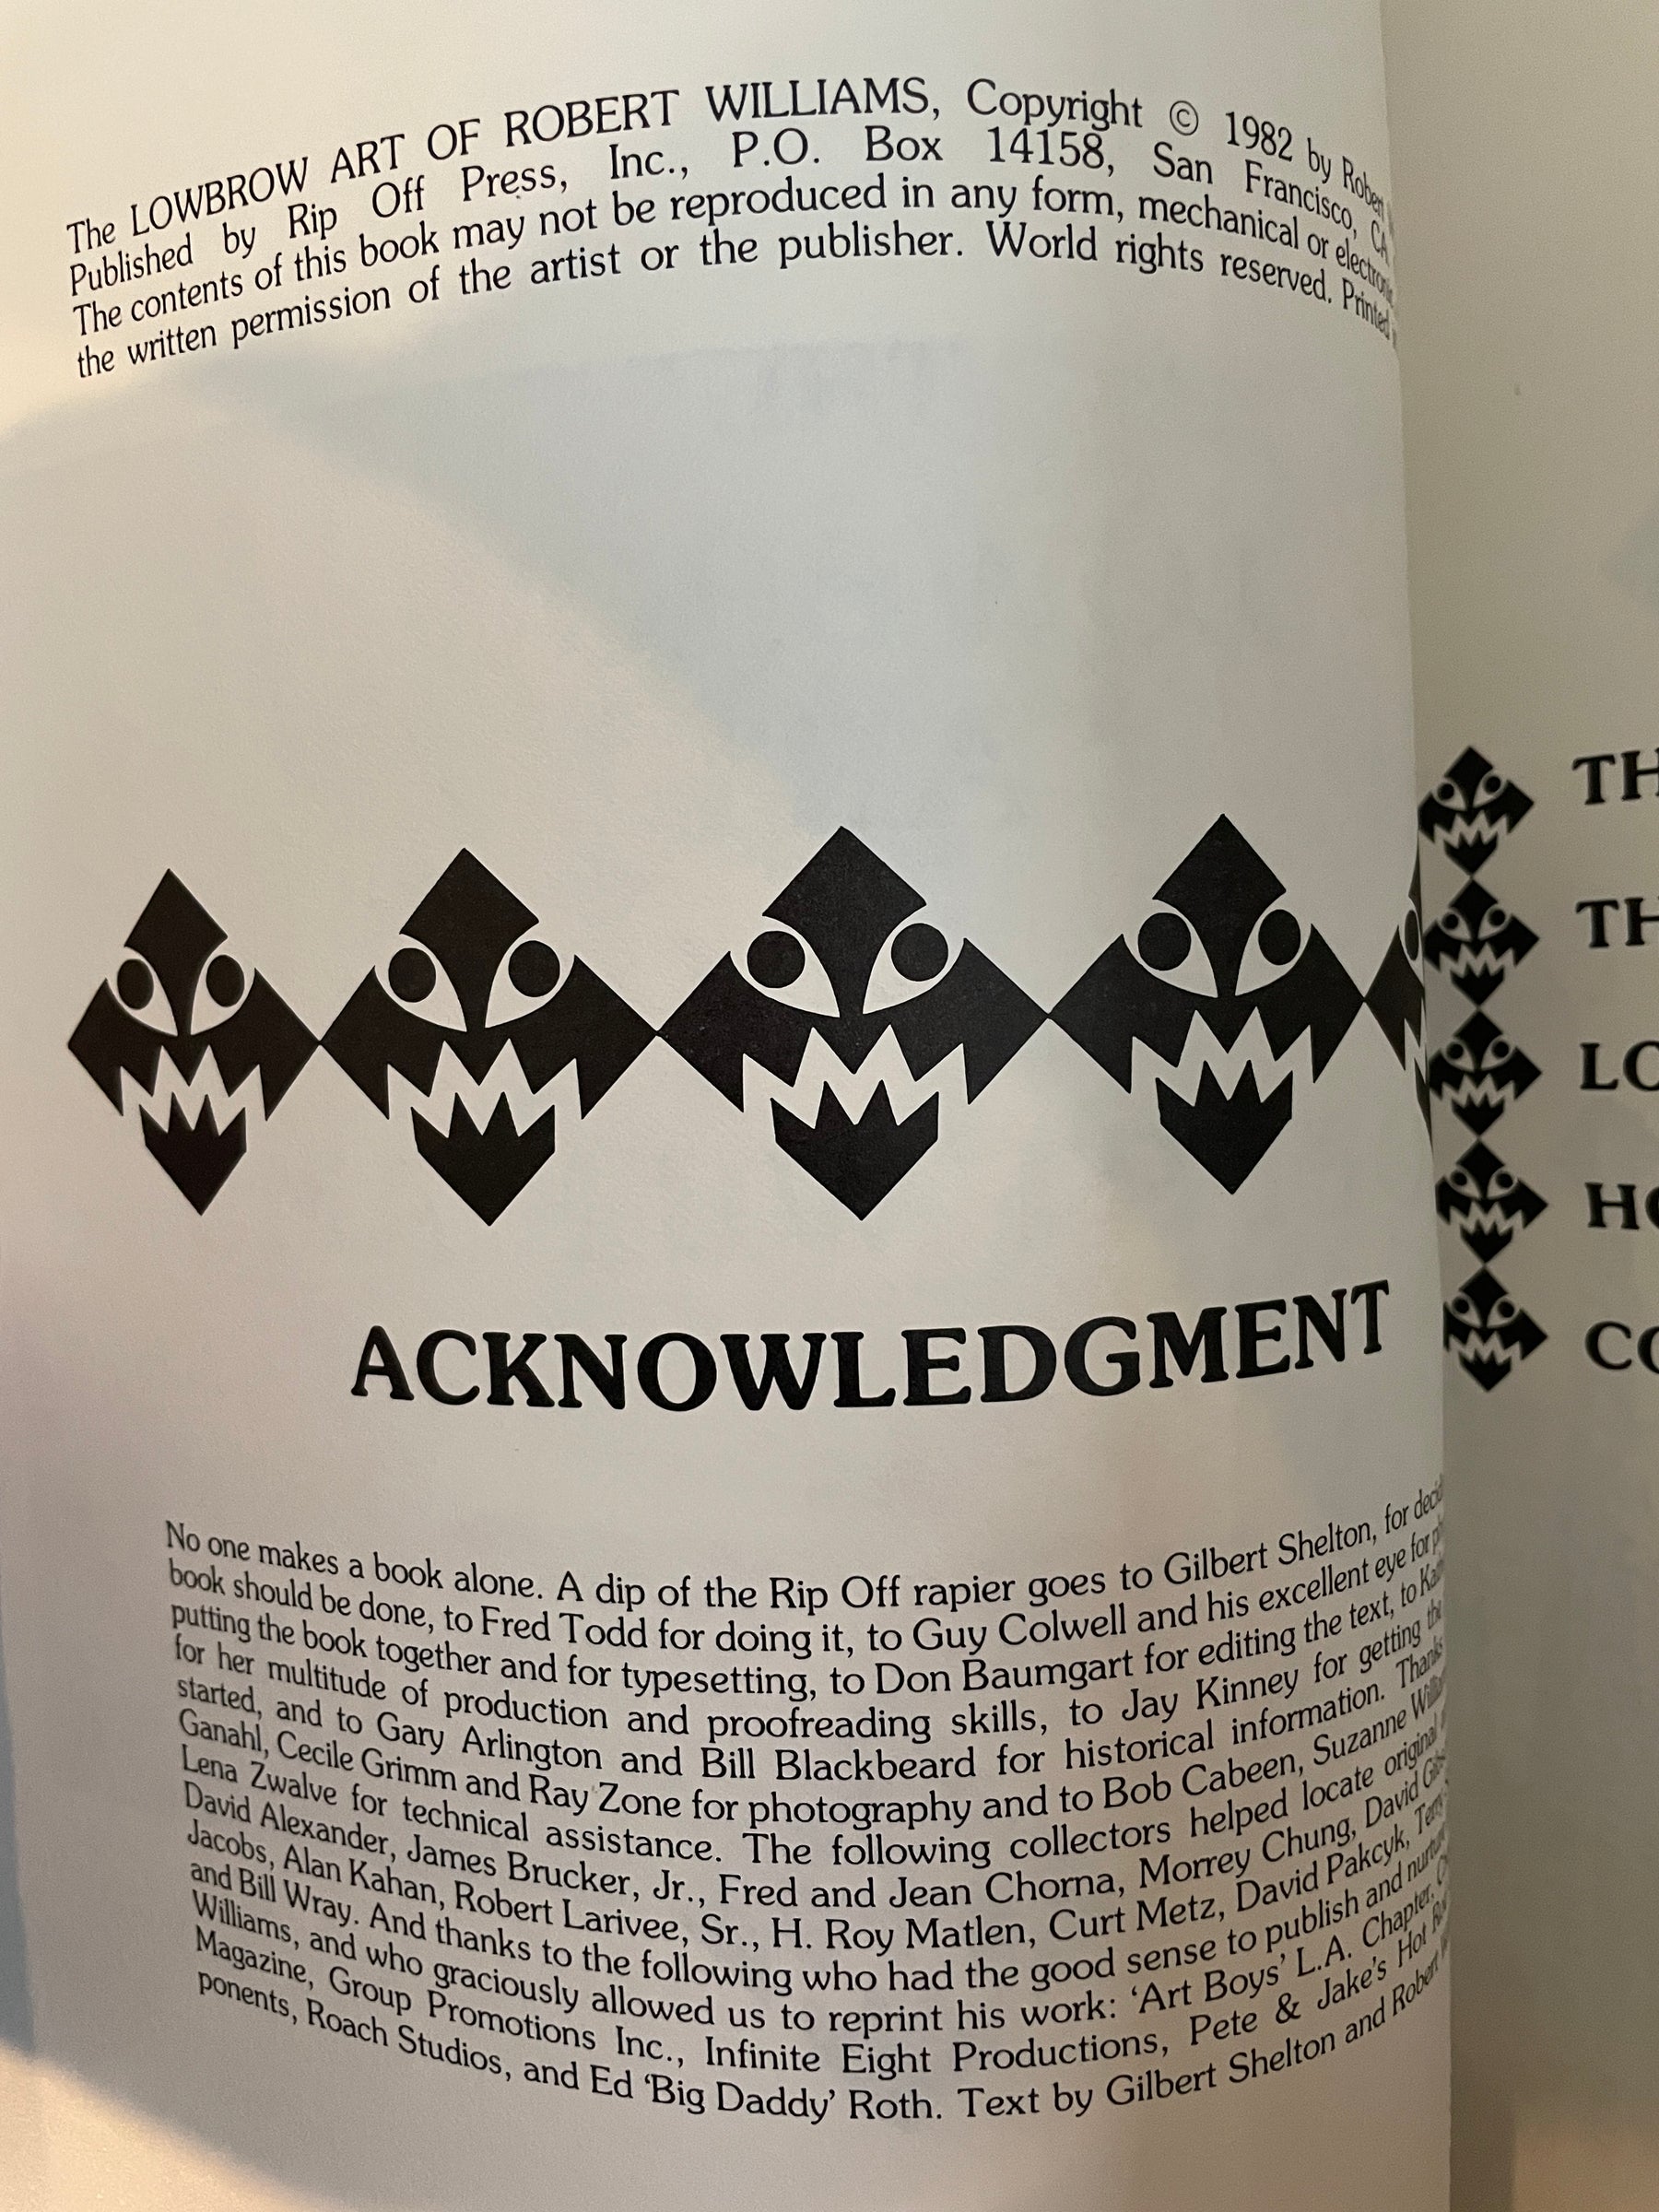 The LOWBROW ART OF ROBERT WILLIAMS, Copyright © 1982 by Robert
Published by Rip Off Press, Inc., P.O. Box 14158, San Francisco, CA
The contents of this book may not be reproduced in any form, mechanical or
the written permission of the artist or the publisher. World rights reserved. Printed
ACKNOWLEDGMENT
No one makes a book alone. A dip of the Rip Off rapier goes to Gilbert Shelton, for
book should be done, to Fred Todd for doing it, to Guy Colwell and his excellent eye for
putting the book together and for typesetting, to Don Baumgart for editing the text, to
for her multitude of production and proofreading skills, to Jay Kinney for getting the
started, and to Gary Arlington and Bill Blackbeard for historical information. Thanks
Ganahl, Cecile Grimm and Ray Zone for photography and to Bob Cabeen, Suzanne
Lena Zwalve for technical assistance. The following collectors helped locate original
David Alexander, James Brucker, Jr., Fred and Jean Chorna, Morrey Chung, David
Jacobs, Alan Kahan, Robert Larivee, Sr., H. Roy Matlen, Curt Metz, David Pakcyk,
and Bill Wray. And thanks to the following who had the good sense to publish and
Williams, and who graciously allowed us to reprint his work: ‘Art Boys’ L.A. Chapter,
Magazine, Group Promotions Inc., Infinite Eight Productions, Pete & Jake’s Hot
ponents, Roach Studios, and Ed ‘Big Daddy’ Roth. Text by Gilbert Shelton and Robert
TH
TH
LO
HO
CO